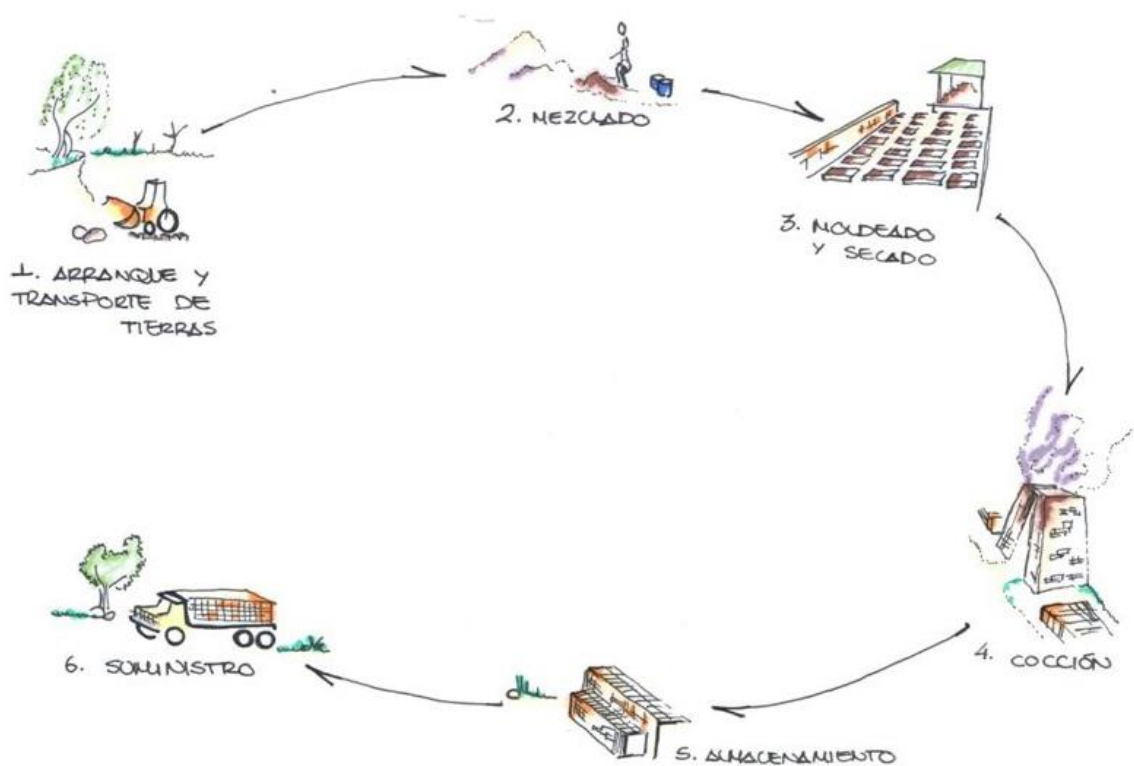 1. ARRANQUE Y
TRANSPORTE DE
TIERRAS
2. MEZCLADO
3. MOLDEADO
Y SECADO
4. COCCIÓN
5. ALMACENAMIENTO
6. SUMINISTRO